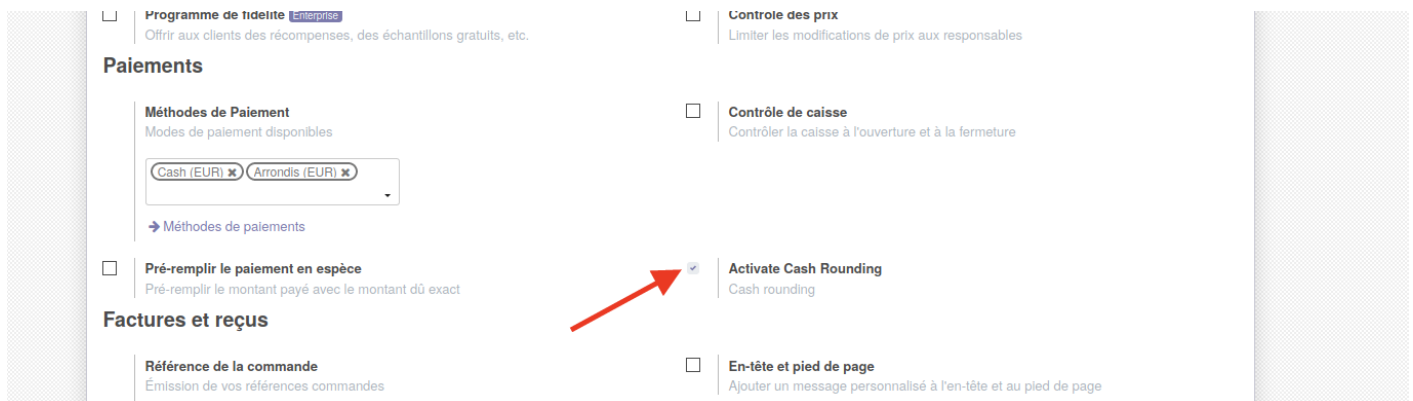 Programme de fidélité Enterprise
Offrir aux clients des récompenses, des échantillons gratuits, etc.
Contrôle des prix
Limiter les modifications de prix aux responsables
Paiements
Méthodes de Paiement
Modes de paiement disponibles
Cash (EUR) ✖ Arrondis (EUR) ✖
Méthodes de paiements
Contrôle de caisse
Contrôler la caisse à l'ouverture et à la fermeture
Pré-remplir le paiement en espèce
Pré-remplir le montant payé avec le montant dû exact
Activate Cash Rounding
Cash rounding
Factures et reçus
Référence de la commande
Émission de vos références commandes
En-tête et pied de page
Ajouter un message personnalisé à l'en-tête et au pied de page